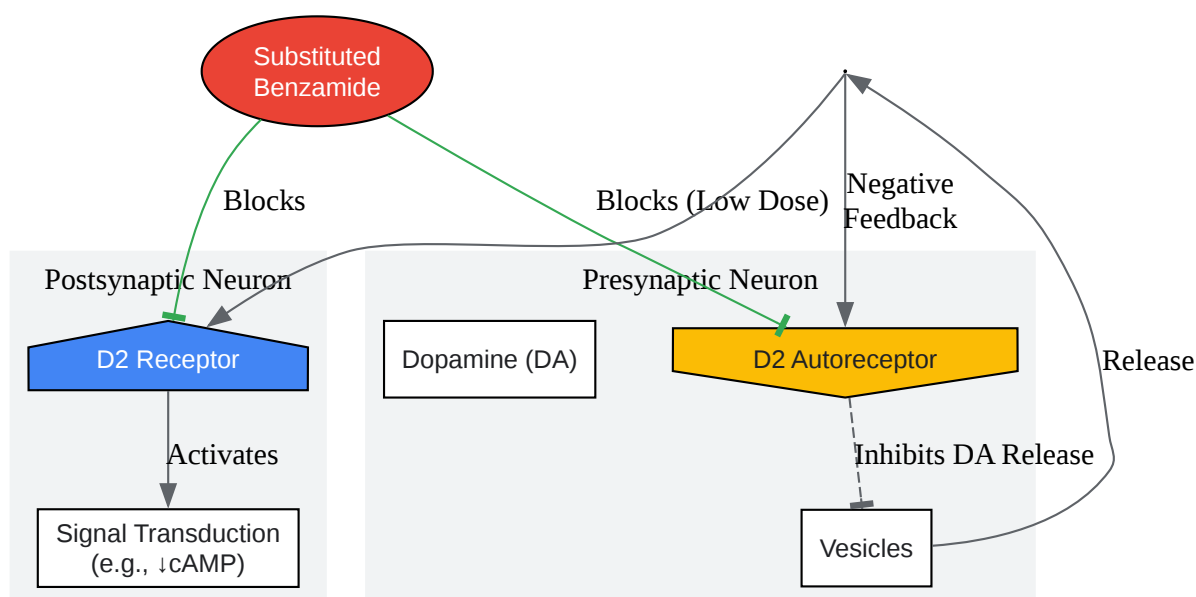 Substituted
Benzamide
Blocks
Blocks (Low Dose)
Negative
Feedback
Postsynaptic Neuron
Presynaptic Neuron
D2 Receptor
Dopamine (DA)
D2 Autoreceptor
Release
Activates
Inhibits DA Release
Signal Transduction
(e.g., ↓cAMP)
Vesicles